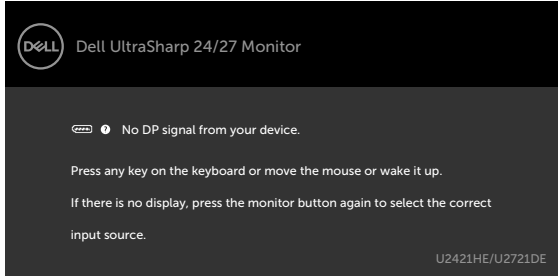 DELL
Dell UltraSharp 24/27 Monitor
No DP signal from your device.
Press any key on the keyboard or move the mouse or wake it up.
If there is no display, press the monitor button again to select the correct
input source.
U2421HE/U2721DE